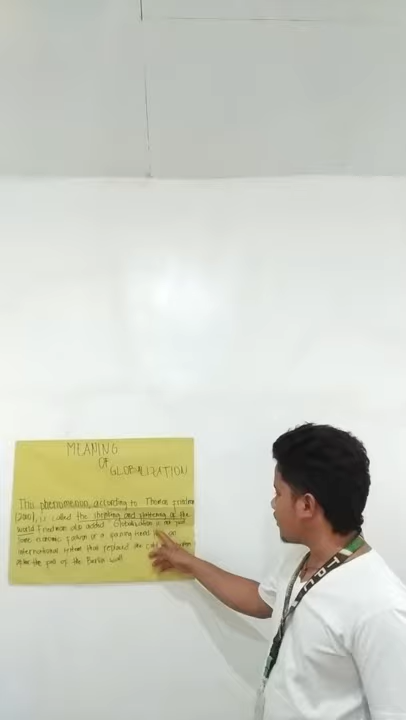 MEANING
OF
GLOBALIZATION
This phenomenon, according to Thomas Friedman
is called the shrinking and flattening of the
world Friedman also added Globalization is not just
Some economic fashion or a passing trend it is an
international system that replaced the cold
after the fall of the Berlin wall